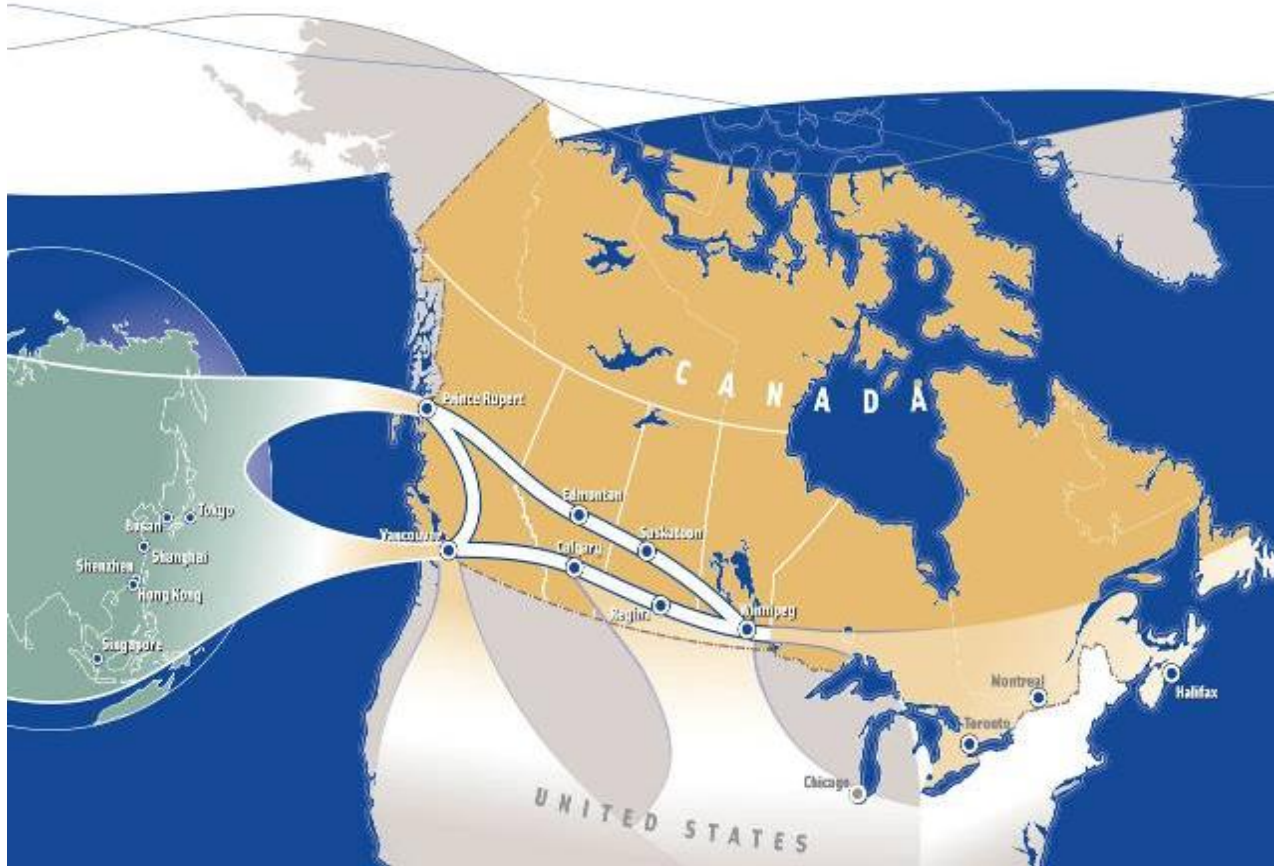 CANADA
Prince Rupert
Edmonton
Saskatoon
Vancouver
Calgary
Regina
Winnipeg
Busan
Tokyo
Shanghai
Shenzhen
Hong Kong
Singapore
Montreal
Halifax
Toronto
Chicago
UNITED STATES